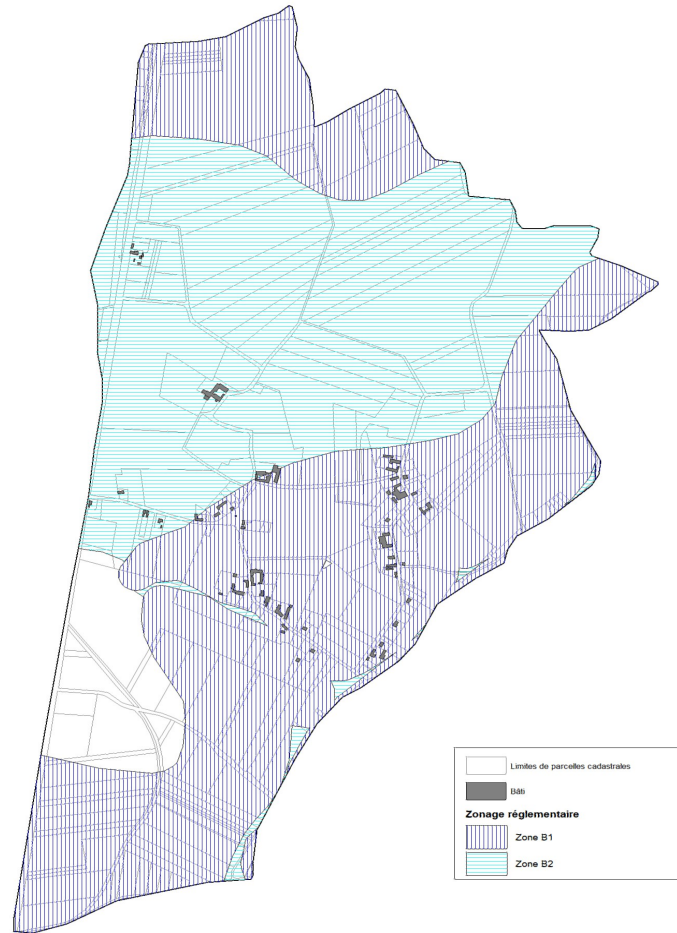 Limites de parcelles cadastrales
Bâti
Zonage réglementaire
Zone B1
Zone B2